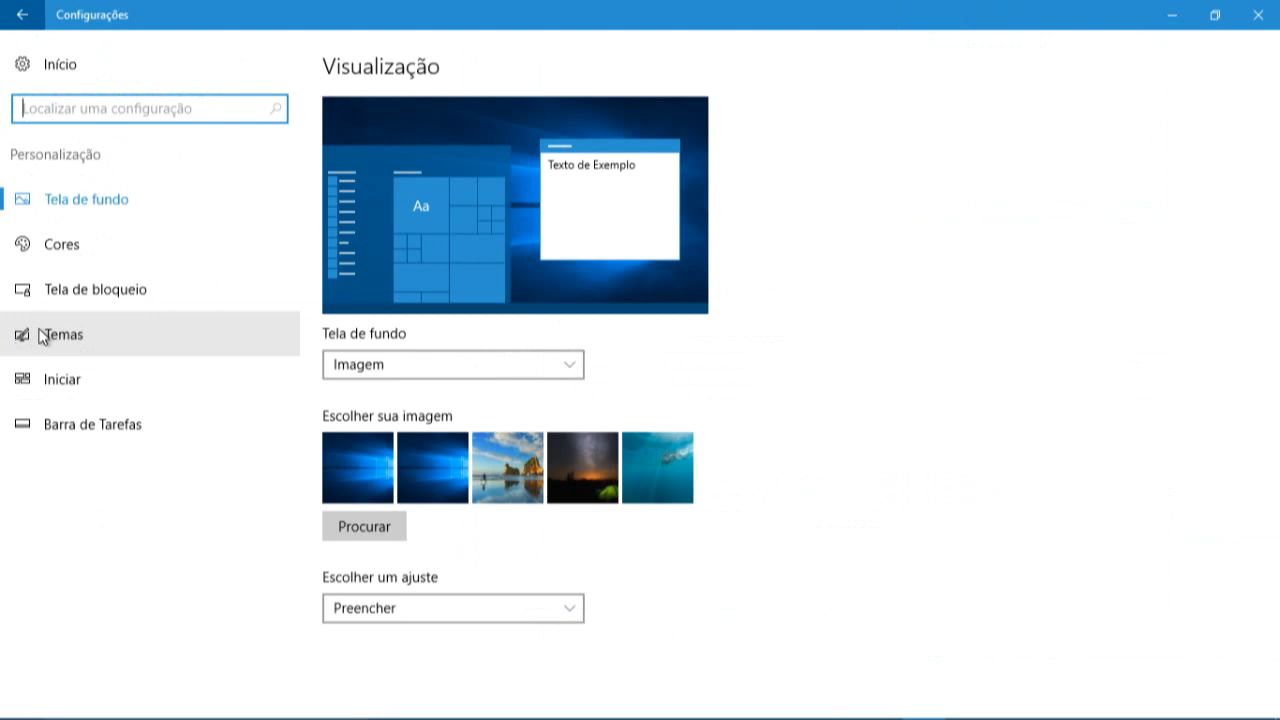 Configurações
Início
Localizar uma configuração
Personalização
Tela de fundo
Cores
Tela de bloqueio
Temas
Iniciar
Barra de Tarefas
Visualização
Texto de Exemplo
Aa
Tela de fundo
Imagem
Escolher sua imagem
Procurar
Escolher um ajuste
Preencher